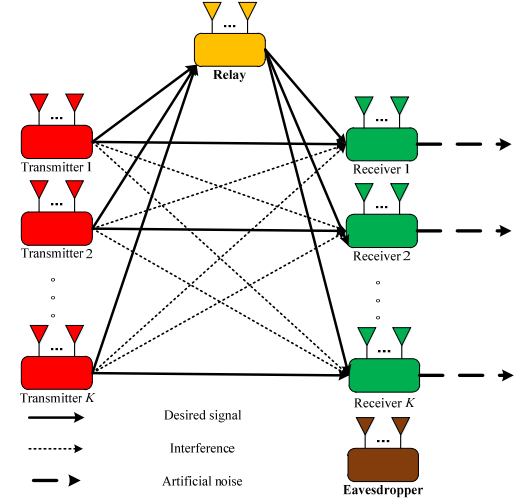 Relay
Transmitter 1
Receiver 1
Transmitter 2
Receiver 2
Transmitter K
Receiver K
Desired signal
Interference
Artificial noise
Eavesdropper